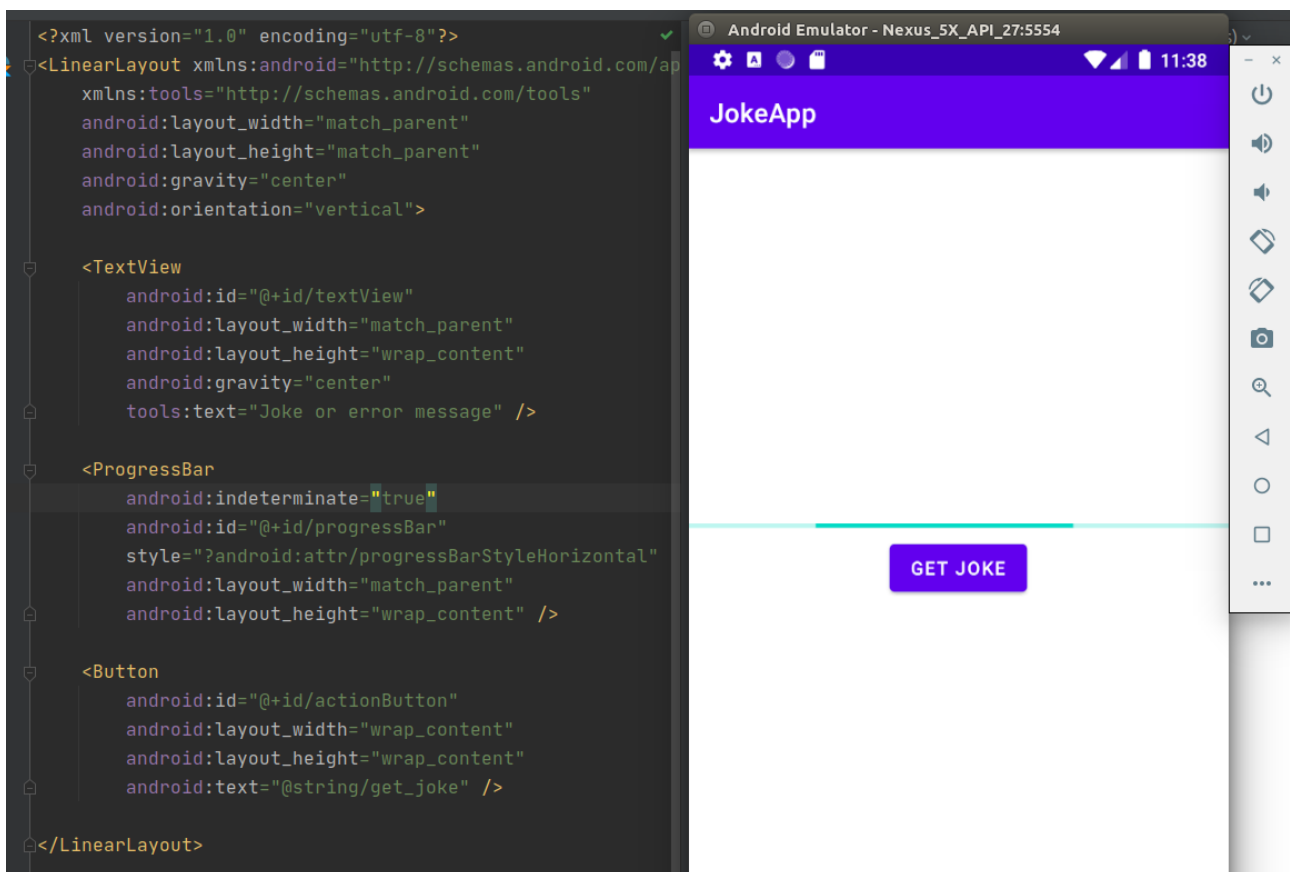 <?xml version="1.0" encoding="utf-8"?>
<LinearLayout xmlns:android="http://schemas.android.com/ap
xmlns:tools="http://schemas.android.com/tools"
android:layout_width="match_parent"
android:layout_height="match_parent"
android:gravity="center"
android:orientation="vertical">
<TextView
android:id="@+id/textView"
android:layout_width="match_parent"
android:layout_height="wrap_content"
android:gravity="center"
tools:text="Joke or error message" />
<ProgressBar
android:indeterminate="true"
android:id="@+id/progressBar"
style="?android:attr/progressBarStyleHorizontal"
android:layout_width="match_parent"
android:layout_height="wrap_content" />
<Button
android:id="@+id/actionButton"
android:layout_width="wrap_content"
android:layout_height="wrap_content"
android:text="@string/get_joke" />
</LinearLayout>
Android Emulator - Nexus_5X_API_27:5554
11:38
JokeApp
GET JOKE